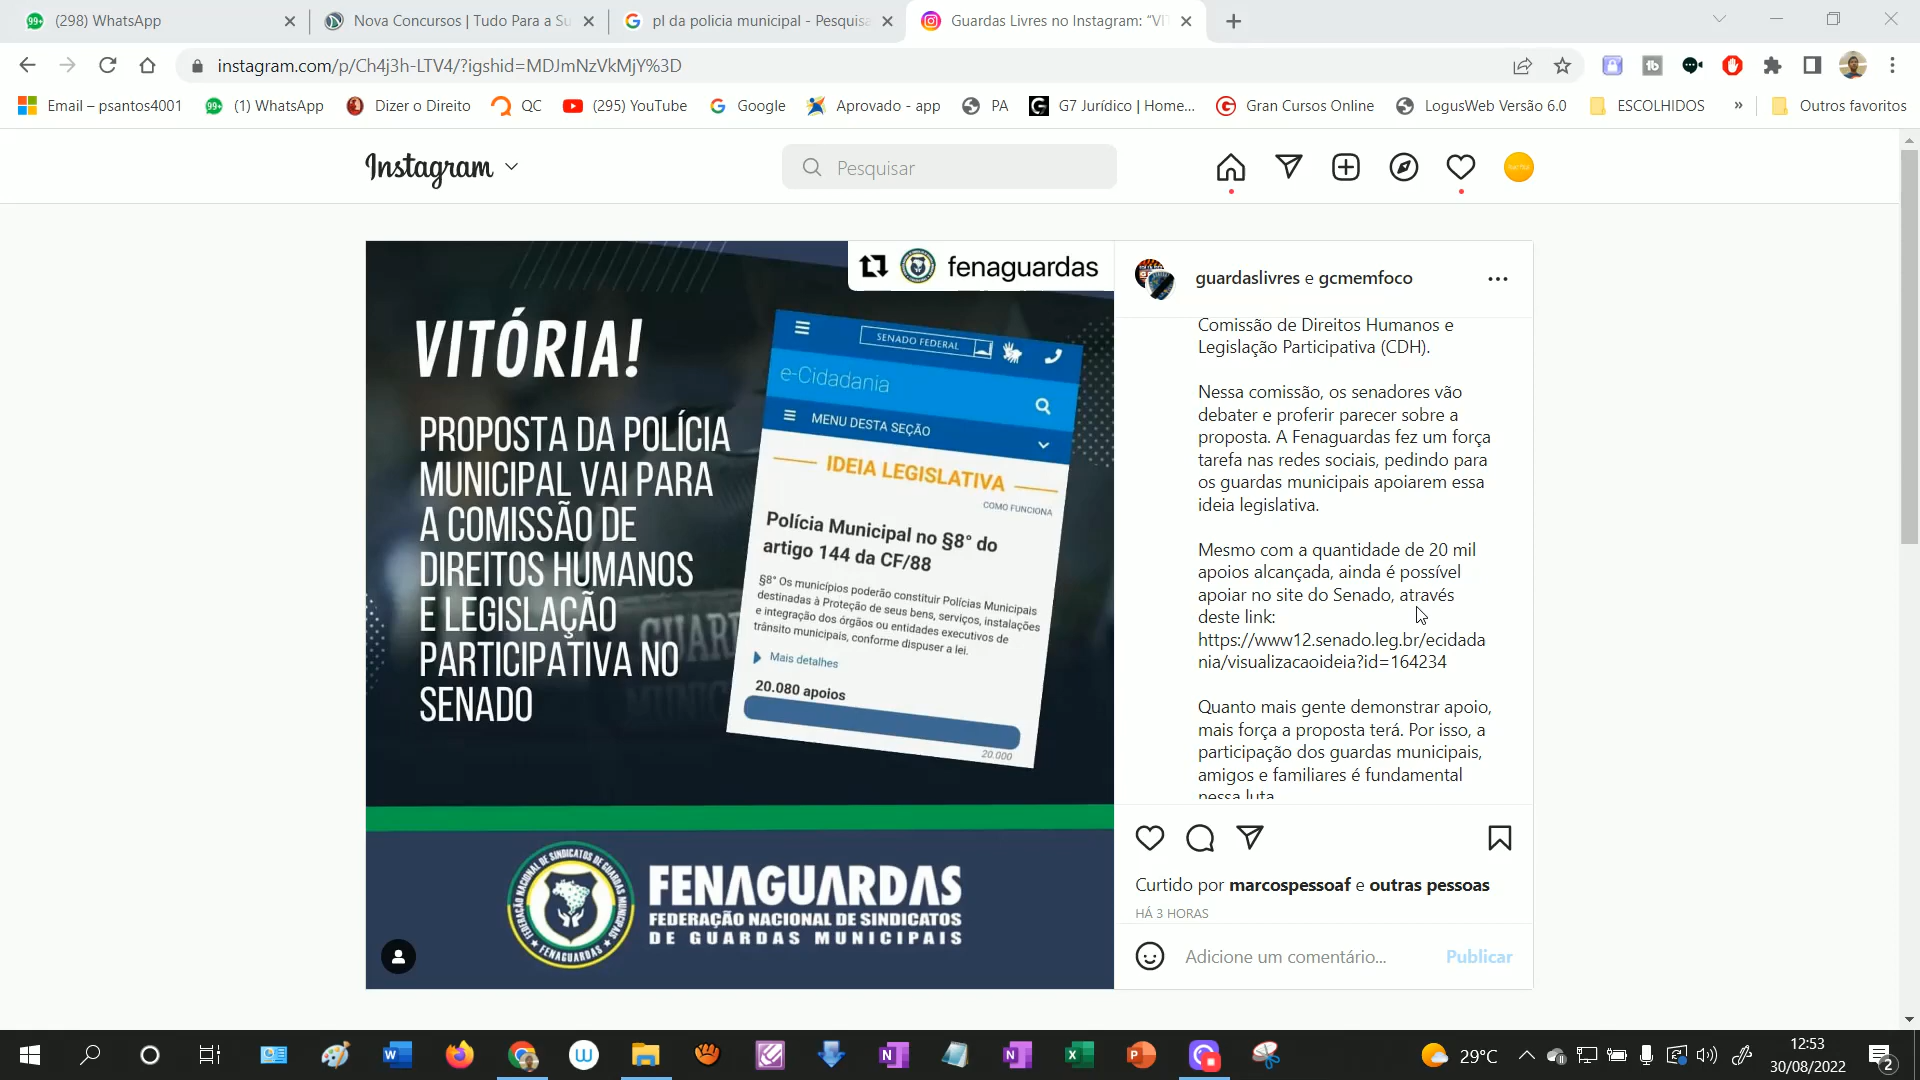 (298) WhatsApp
Nova Concursos | Tudo Para a Su
pl da policia municipal - Pesquisa
Guardas Livres no Instagram: “VI
instagram.com/p/Ch4j3h-LTV4/?igshid=MDJmNzVkMjY%3D
Email – psantos4001
(1) WhatsApp
Dizer o Direito
QC
(295) YouTube
Google
Aprovado - app
PA
G7 Jurídico | Home...
Gran Cursos Online
LogusWeb Versão 6.0
ESCOLHIDOS
»
Outros favoritos
Instagram
Pesquisar
fenaguardas
VITÓRIA!
PROPOSTA DA POLÍCIA
MUNICIPAL VAI PARA
A COMISSÃO DE
DIREITOS HUMANOS
E LEGISLAÇÃO
PARTICIPATIVA NO
SENADO
SENADO FEDERAL
e-Cidadania
MENU DESTA SEÇÃO
IDEIA LEGISLATIVA
COMO FUNCIONA
Polícia Municipal no §8° do
artigo 144 da CF/88
§8° Os municípios poderão constituir Polícias Municipais
destinadas à Proteção de seus bens, serviços, instalações
e integração dos órgãos ou entidades executivos de
trânsito municipais, conforme dispuser a lei.
Mais detalhes
20.080 apoios
20.000
FEDERAÇÃO NACIONAL DE SINDICATOS DE GUARDAS MUNICIPAIS
FENAGUARDAS
FENAGUARDAS
FEDERAÇÃO NACIONAL DE SINDICATOS
DE GUARDAS MUNICIPAIS
guardaslivres e gcmemfoco
Comissão de Direitos Humanos e
Legislação Participativa (CDH).
Nessa comissão, os senadores vão
debater e proferir parecer sobre a
proposta. A Fenaguardas fez um força
tarefa nas redes sociais, pedindo para
os guardas municipais apoiarem essa
ideia legislativa.
Mesmo com a quantidade de 20 mil
apoios alcançada, ainda é possível
apoiar no site do Senado, através
deste link:
https://www12.senado.leg.br/ecidada
nia/visualizacaoideia?id=164234
Quanto mais gente demonstrar apoio,
mais força a proposta terá. Por isso, a
participação dos guardas municipais,
amigos e familiares é fundamental
nessa luta
Curtido por marcospessoaf e outras pessoas
HÁ 3 HORAS
Adicione um comentário...
Publicar
29°C
12:53
30/08/2022
2